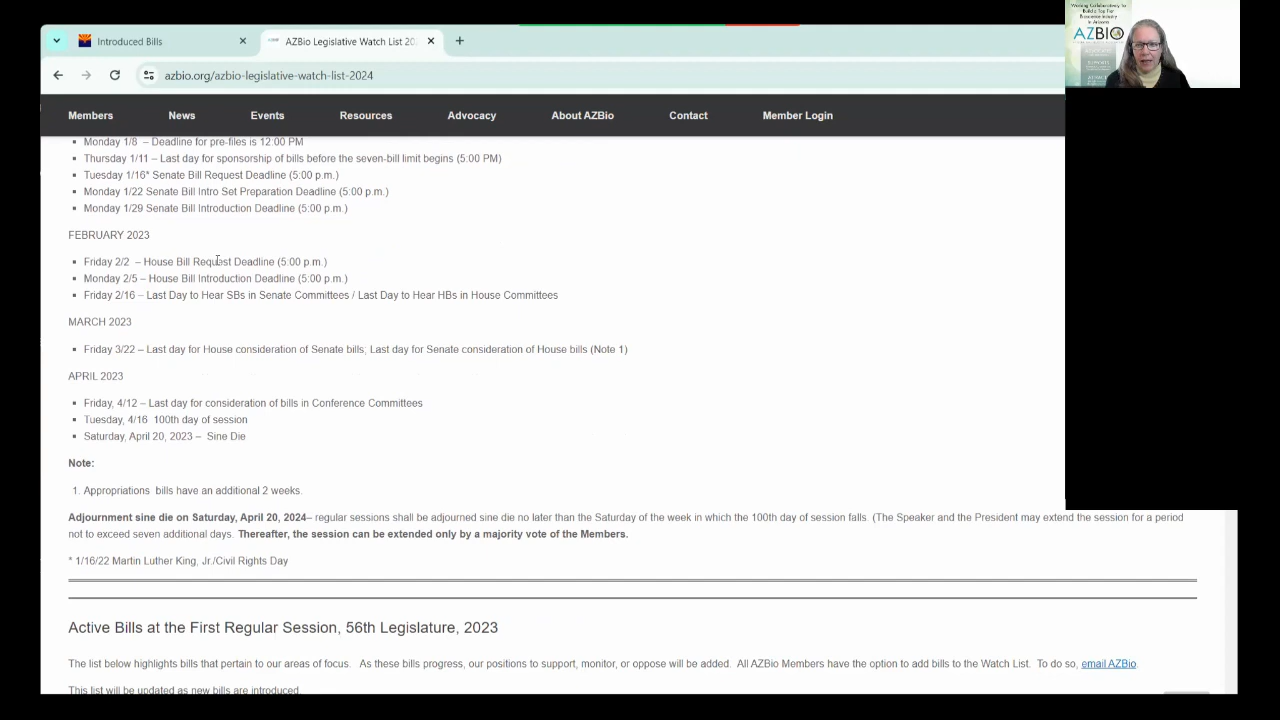 Introduced Bills
AZBio Legislative Watch List 20
azbio.org/azbio-legislative-watch-list-2024
Members News Events Resources Advocacy About AZBio Contact Member Login
Monday 1/8 – Deadline for pre-files is 12:00 PM
Thursday 1/11 – Last day for sponsorship of bills before the seven-bill limit begins (5:00 PM)
Tuesday 1/16* Senate Bill Request Deadline (5:00 p.m.)
Monday 1/22 Senate Bill Intro Set Preparation Deadline (5:00 p.m.)
Monday 1/29 Senate Bill Introduction Deadline (5:00 p.m.)
FEBRUARY 2023
Friday 2/2 – House Bill Request Deadline (5:00 p.m.)
Monday 2/5 – House Bill Introduction Deadline (5:00 p.m.)
Friday 2/16 – Last Day to Hear SBs in Senate Committees / Last Day to Hear HBs in House Committees
MARCH 2023
Friday 3/22 – Last day for House consideration of Senate bills; Last day for Senate consideration of House bills (Note 1)
APRIL 2023
Friday, 4/12 – Last day for consideration of bills in Conference Committees
Tuesday, 4/16 100th day of session
Saturday, April 20, 2023 – Sine Die
Note:
1. Appropriations bills have an additional 2 weeks.
Adjournment sine die on Saturday, April 20, 2024– regular sessions shall be adjourned sine die no later than the Saturday of the week in which the 100th day of session falls. (The Speaker and the President may extend the session for a period
not to exceed seven additional days. Thereafter, the session can be extended only by a majority vote of the Members.
* 1/16/22 Martin Luther King, Jr./Civil Rights Day
Active Bills at the First Regular Session, 56th Legislature, 2023
The list below highlights bills that pertain to our areas of focus. As these bills progress, our positions to support, monitor, or oppose will be added. All AZBio Members have the option to add bills to the Watch List. To do so, email AZBio.
This list will be updated as new bills are introduced.
Working Collaboratively to
Build a Top Tier
Bioscience Industry
in Arizona
AZBIO